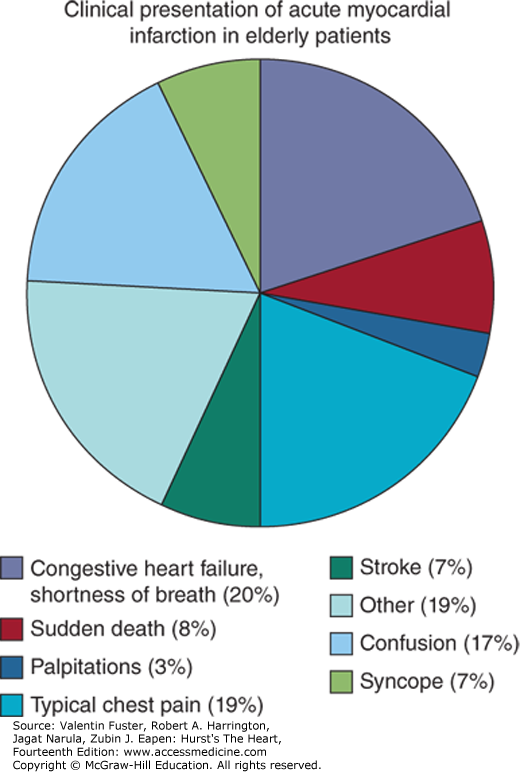 Clinical presentation of acute myocardial
infarction in elderly patients
Congestive heart failure,
shortness of breath (20%)
Sudden death (8%)
Palpitations (3%)
Typical chest pain (19%)
Stroke (7%)
Other (19%)
Confusion (17%)
Syncope (7%)
Source: Valentin Fuster, Robert A. Harrington,
Jagat Narula, Zubin J. Eapen: Hurst's The Heart,
Fourteenth Edition: www.accessmedicine.com
Copyright © McGraw-Hill Education. All rights reserved.